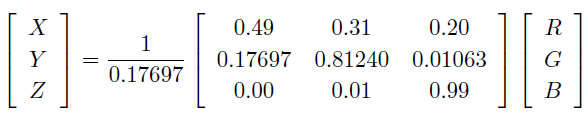 X = 1/0.17697 [ 0.49 0.31 0.20 ] R
Y 0.17697 0.81240 0.01063 G
Z 0.00 0.01 0.99 B